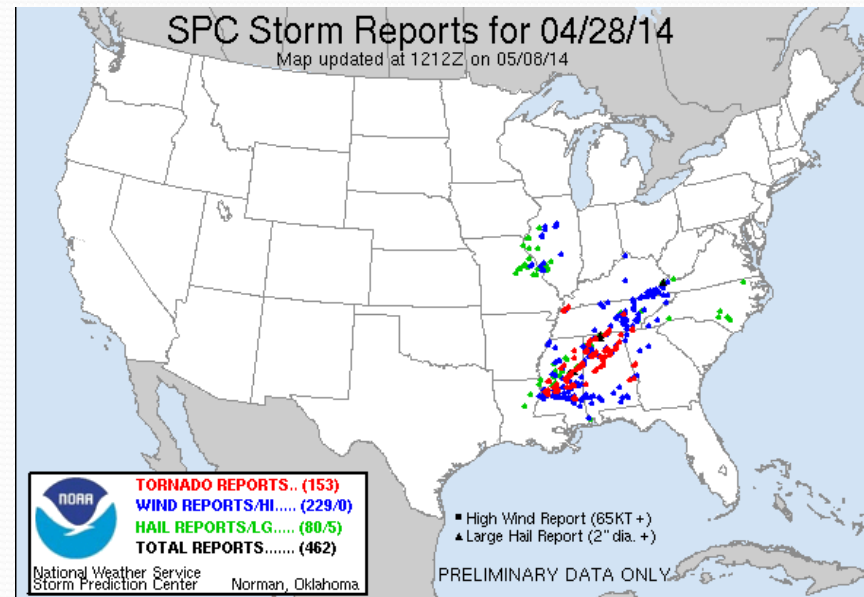 SPC Storm Reports for 04/28/14
Map updated at 1212Z on 05/08/14
NOAA
TORNADO REPORTS.. (153)
WIND REPORTS/HI..... (229/0)
HAIL REPORTS/LG..... (80/5)
TOTAL REPORTS....... (462)
National Weather Service
Storm Prediction Center Norman, Oklahoma
High Wind Report (65KT +)
Large Hail Report (2" dia. +)
PRELIMINARY DATA ONLY